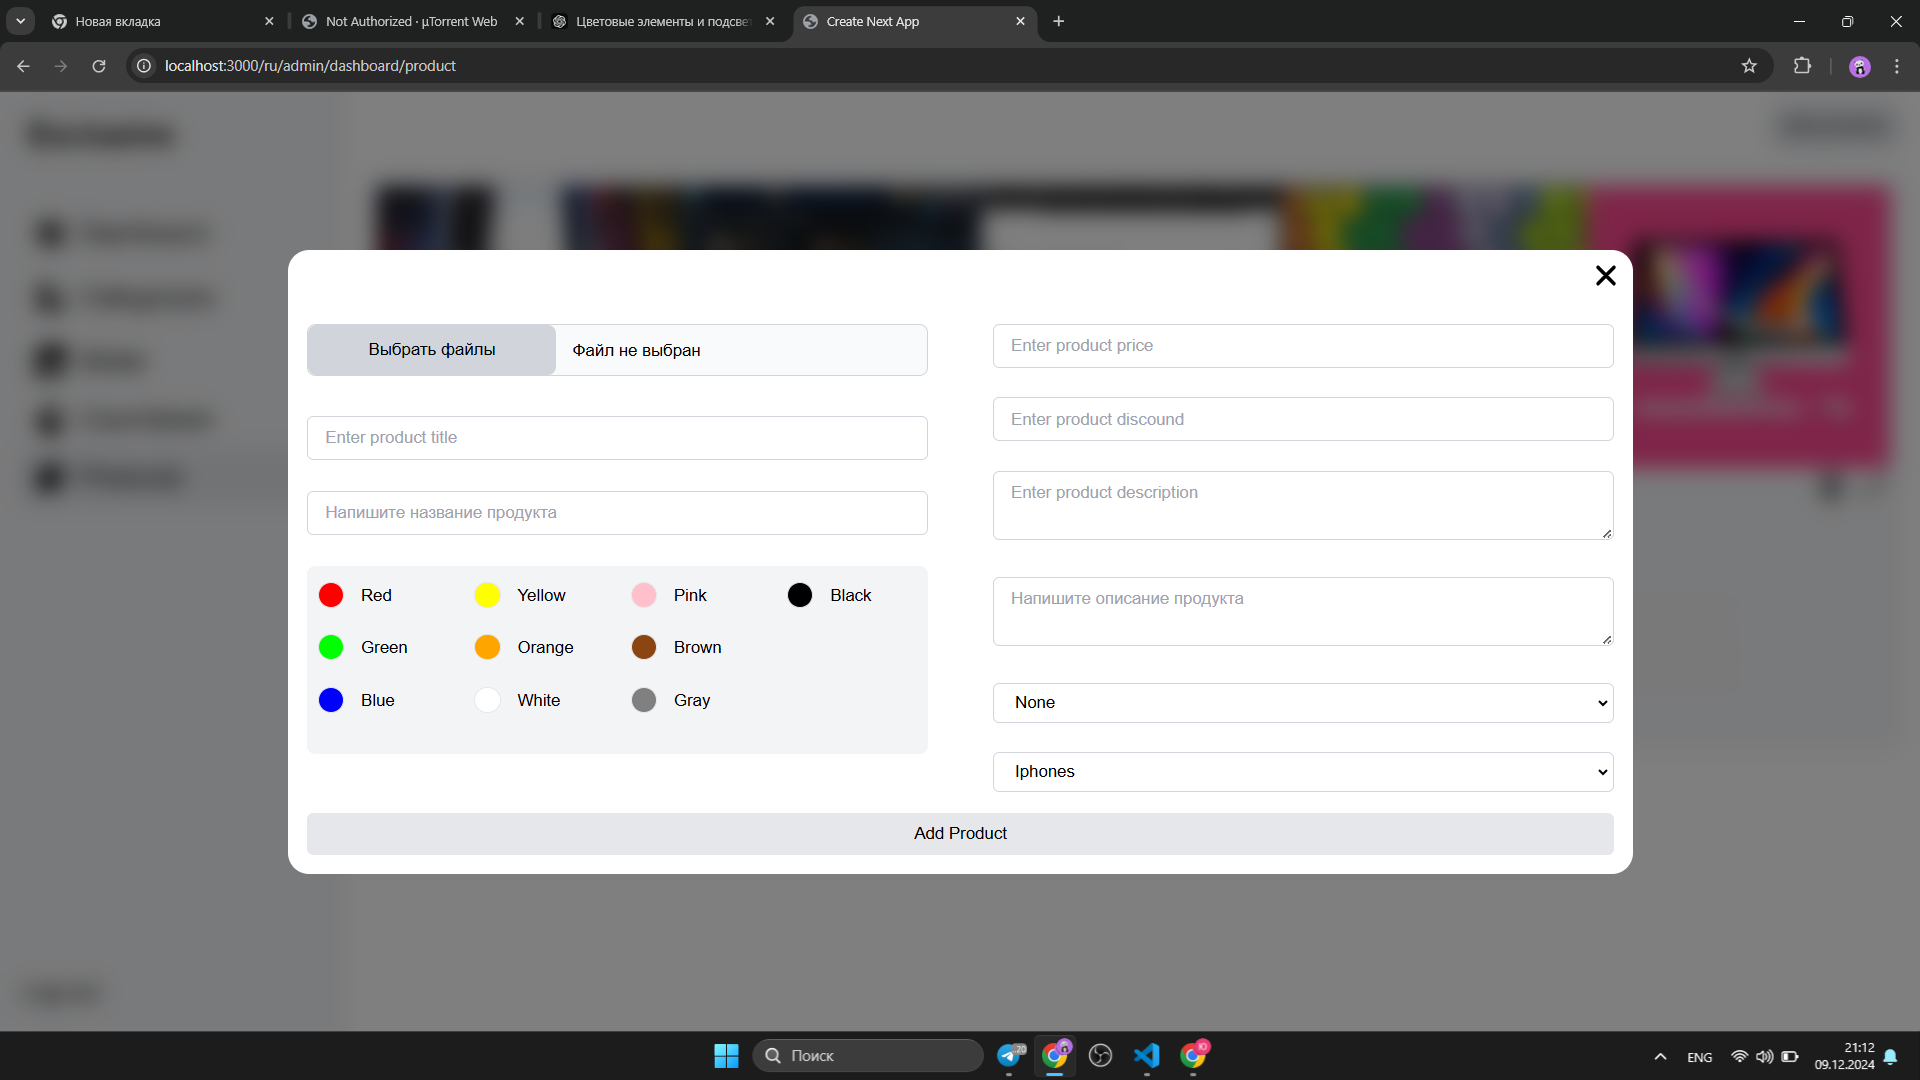 Новая вкладка
Not Authorized · µTorrent Web
Цветовые элементы и подсве
Create Next App
localhost:3000/ru/admin/dashboard/product
Выбрать файлы Файл не выбран
Enter product title
Напишите название продукта
Red Yellow Pink Black
Green Orange Brown
Blue White Gray
Enter product price
Enter product discound
Enter product description
Напишите описание продукта
None
Iphones
Add Product
Поиск
20
Ю
ENG
21:12
09.12.2024